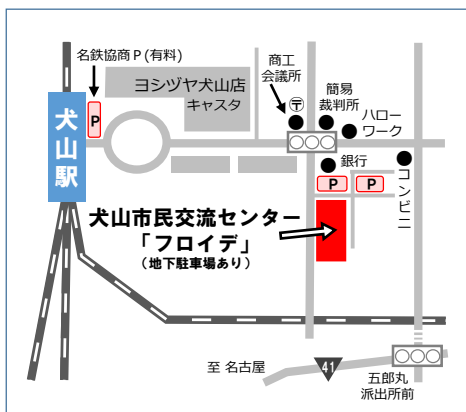 名鉄協商P(有料)
P
犬山駅
ヨシヅヤ犬山店
キャスタ
商工
会議所
〒
簡易
裁判所
ハロー
ワーク
銀行
コンビニ
P
P
犬山市民交流センター
「フロイデ」
(地下駐車場あり)
至 名古屋
41
五郎丸
派出所前